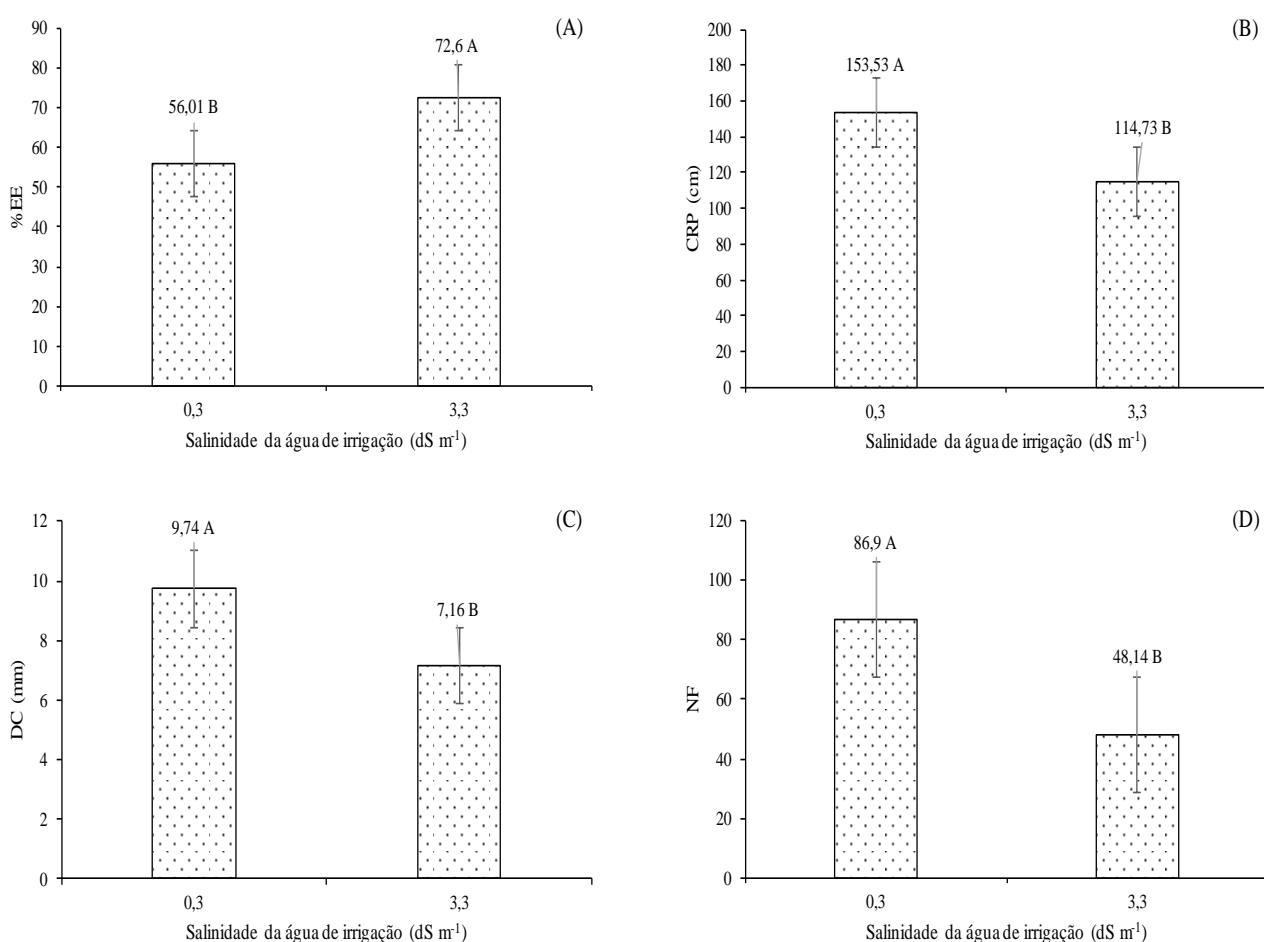 (A)
%EE
90
80
70
60
50
40
30
20
10
0
56,01 B
72,6 A
0,3
3,3
Salinidade da água de irrigação (dS m-1)
(B)
CRP (cm)
200
180
160
140
120
100
80
60
40
20
0
153,53 A
114,73 B
0,3
3,3
Salinidade da água de irrigação (dS m-1)
(C)
DC (mm)
12
10
8
6
4
2
0
9,74 A
7,16 B
0,3
3,3
Salinidade da água de irrigação (dS m-1)
(D)
NF
120
100
80
60
40
20
0
86,9 A
48,14 B
0,3
3,3
Salinidade da água de irrigação (dS m-1)